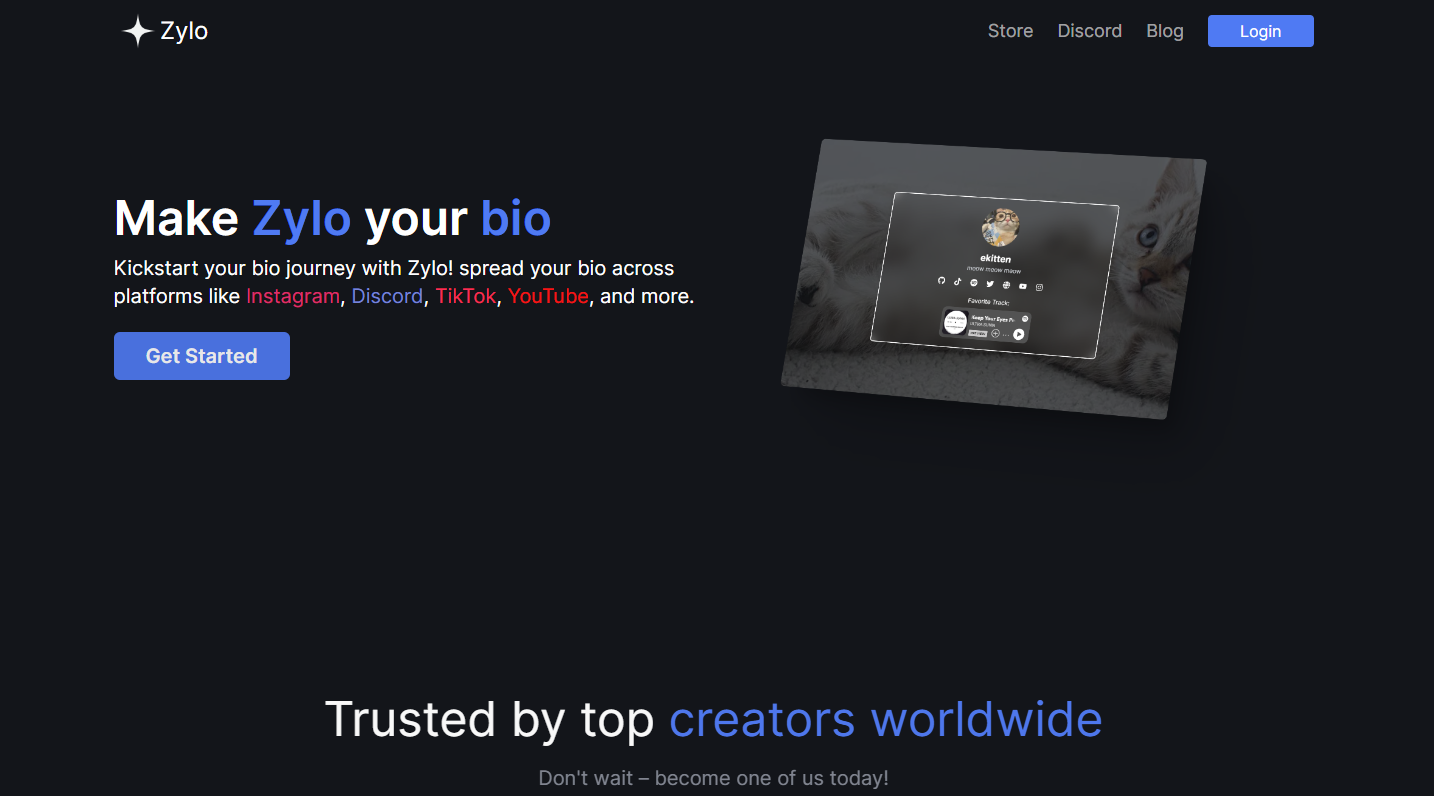 Zylo
Store
Discord
Blog
Login
Make Zylo your bio
Kickstart your bio journey with Zylo! spread your bio across
platforms like Instagram, Discord, TikTok, YouTube, and more.
Get Started
ekitten
meow meow meow
Favorite Track:
Keep Your Eyes
Trusted by top creators worldwide
Don't wait – become one of us today!